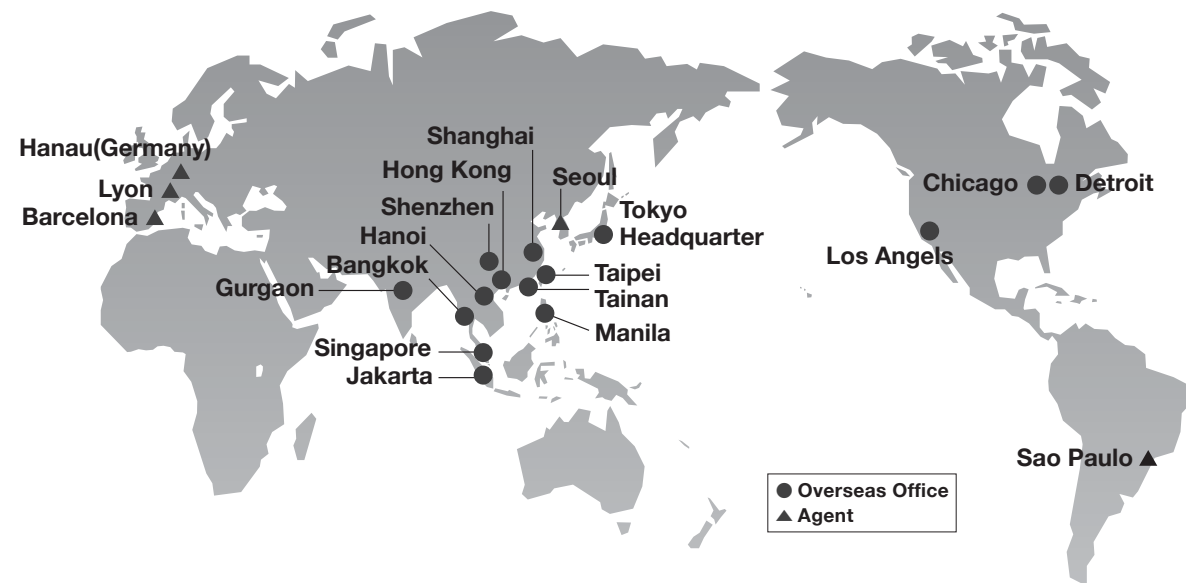 Hanau(Germany)
Lyon
Barcelona
Shanghai
Hong Kong
Shenzhen
Hanoi
Bangkok
Gurgaon
Singapore
Jakarta
Seoul
Tokyo
Headquarter
Taipei
Tainan
Manila
Chicago
Detroit
Los Angels
Sao Paulo
Overseas Office
Agent